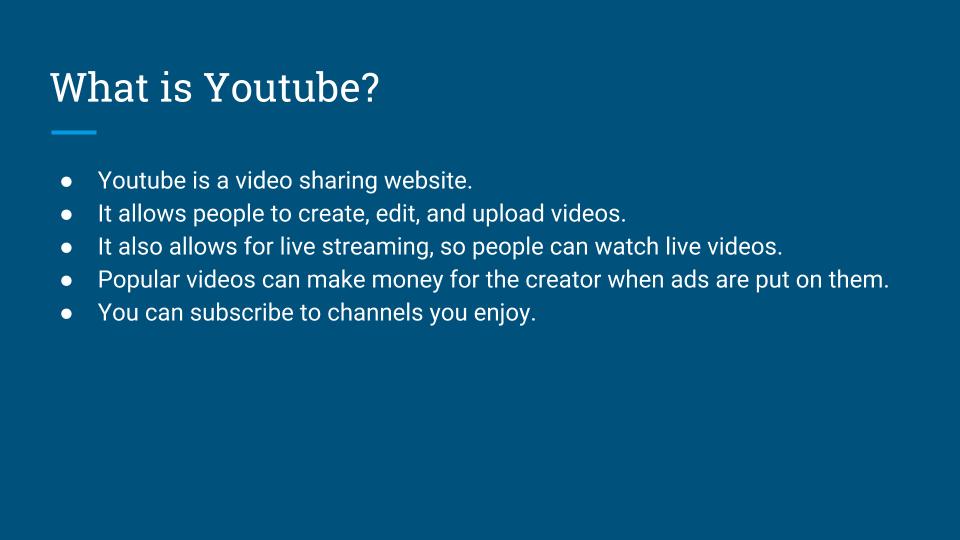 What is Youtube?
● Youtube is a video sharing website.
● It allows people to create, edit, and upload videos.
● It also allows for live streaming, so people can watch live videos.
● Popular videos can make money for the creator when ads are put on them.
● You can subscribe to channels you enjoy.